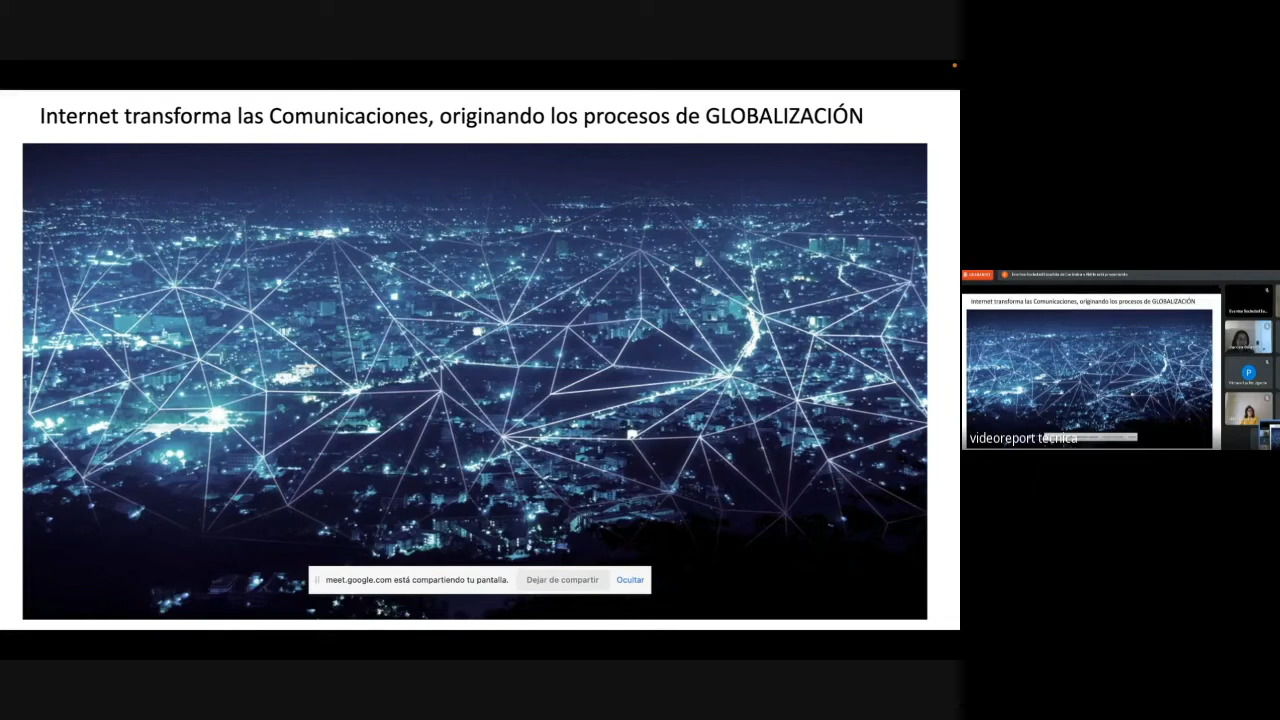 Internet transforma las Comunicaciones, originando los procesos de GLOBALIZACIÓN
meet.google.com está compartiendo tu pantalla.
Dejar de compartir
Ocultar
Internet transforma las Comunicaciones, originando los procesos de GLOBALIZACIÓN
P
videoreport técnica